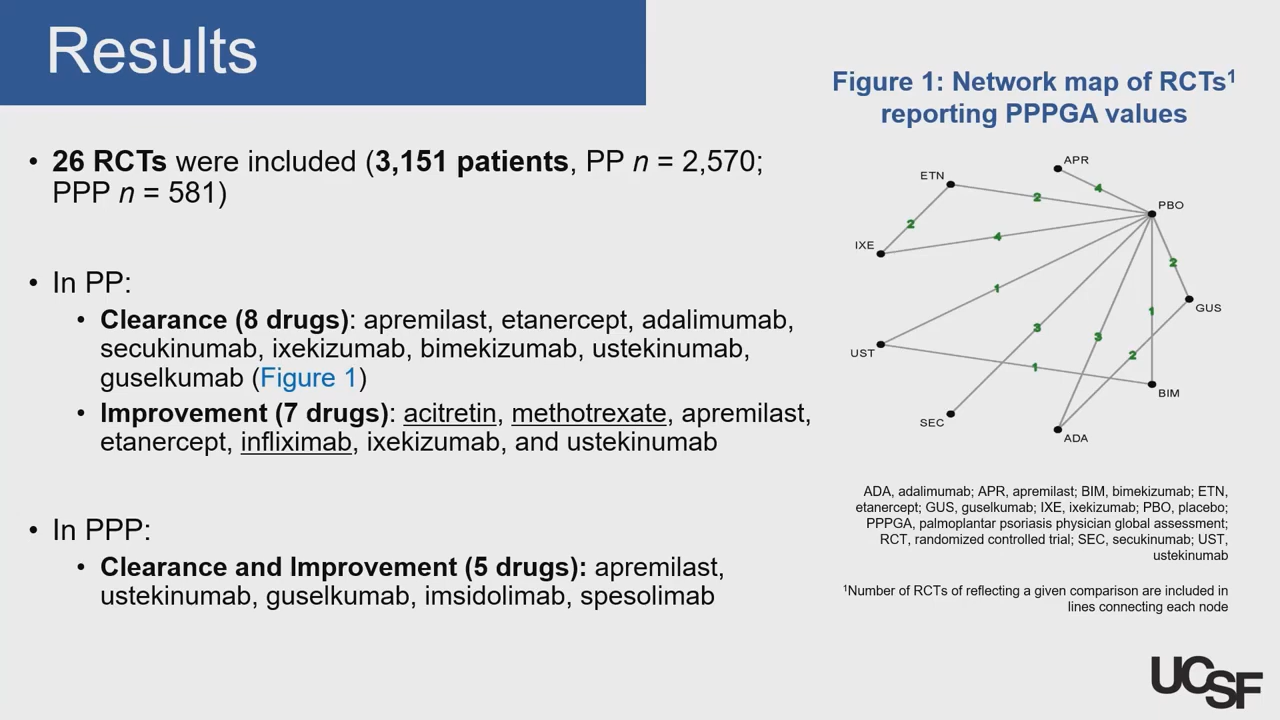 Results
• 26 RCTs were included (3,151 patients, PP n = 2,570;
PPP n = 581)
• In PP:
• Clearance (8 drugs): apremilast, etanercept, adalimumab,
secukinumab, ixekizumab, bimekizumab, ustekinumab,
guselkumab (Figure 1)
• Improvement (7 drugs): acitretin, methotrexate, apremilast,
etanercept, infliximab, ixekizumab, and ustekinumab
• In PPP:
• Clearance and Improvement (5 drugs): apremilast,
ustekinumab, guselkumab, imsidolimab, spesolimab
Figure 1: Network map of RCTs¹
reporting PPPGA values
APR
ETN
4
2
PBO
2
IXE
4
2
1
GUS
1
3
3
UST
2
1
BIM
SEC
ADA
ADA, adalimumab; APR, apremilast; BIM, bimekizumab; ETN,
etanercept; GUS, guselkumab; IXE, ixekizumab; PBO, placebo;
PPPGA, palmoplantar psoriasis physician global assessment;
RCT, randomized controlled trial; SEC, secukinumab; UST,
ustekinumab
¹Number of RCTs of reflecting a given comparison are included in
lines connecting each node
UCSF